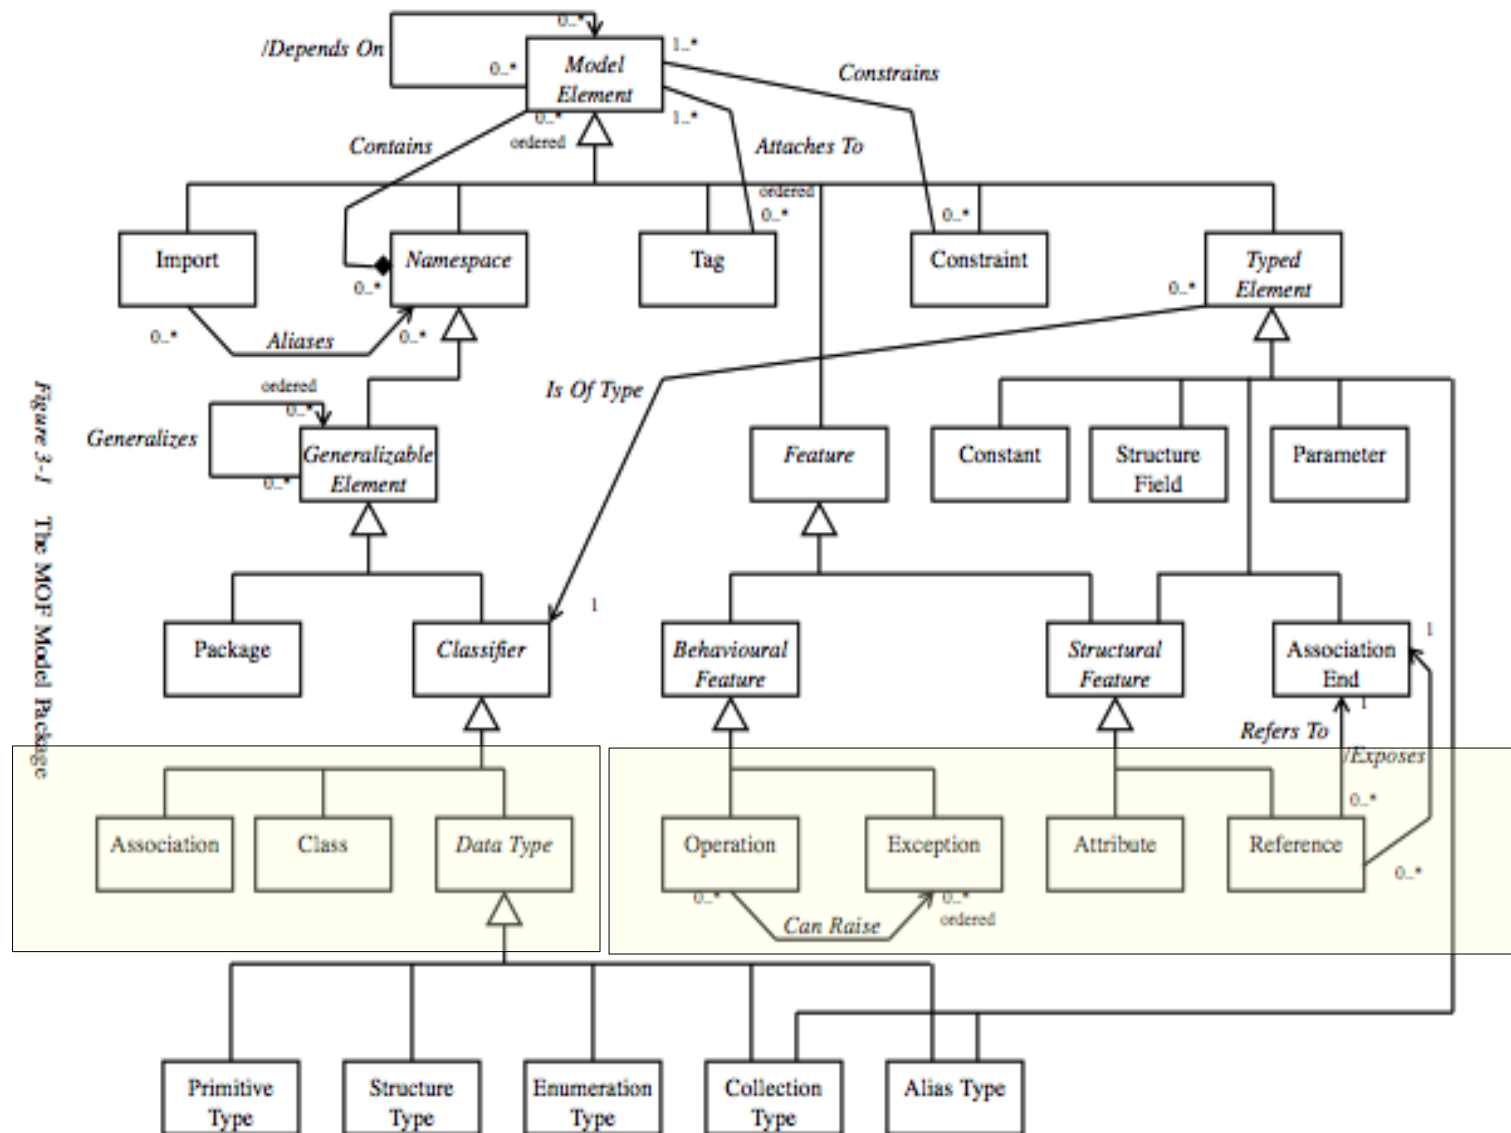 0..*
/Depends On
1..*
0..*
Model
Element
Constrains
0..*
ordered
1..*
Contains
Attaches To
ordered
0..*
0..*
Import
Namespace
Tag
Constraint
Typed
Element
0..*
0..*
0..*
Aliases
0..*
ordered
0..*
Is Of Type
Generalizes
Generalizable
Element
0..*
Feature
Constant
Structure
Field
Parameter
Figure 3-1 The MOF Model Package
1
Package
Classifier
Behavioural
Feature
Structural
Feature
Association
End
1
1
Refers To
/Exposes
0..*
Association
Class
Data Type
Operation
Exception
Attribute
Reference
0..*
0..*
0..*
ordered
Can Raise
Primitive
Type
Structure
Type
Enumeration
Type
Collection
Type
Alias Type